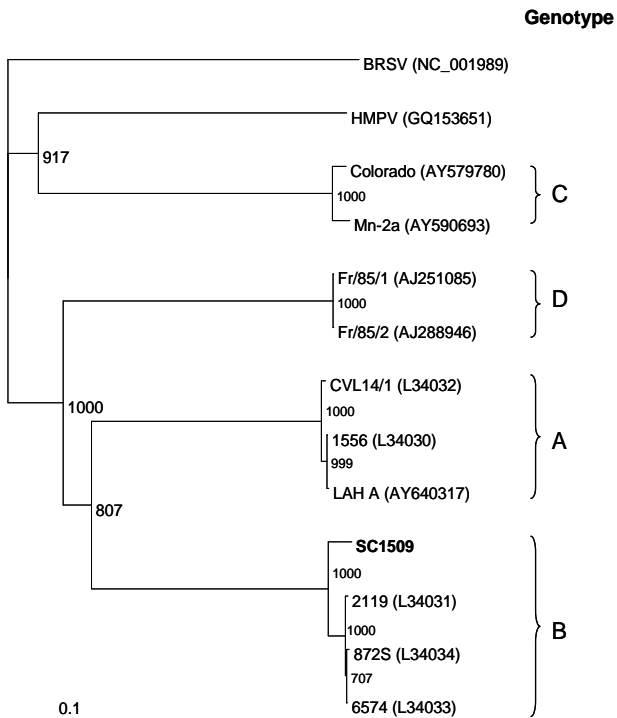 Genotype
BRSV (NC_001989)
HMPV (GQ153651)
917
Colorado (AY579780)
1000
C
Mn-2a (AY590693)
Fr/85/1 (AJ251085)
1000
D
Fr/85/2 (AJ288946)
CVL14/1 (L34032)
1000
1000
1556 (L34030)
A
999
LAH A (AY640317)
807
SC1509
1000
2119 (L34031)
1000
B
872S (L34034)
707
6574 (L34033)
0.1